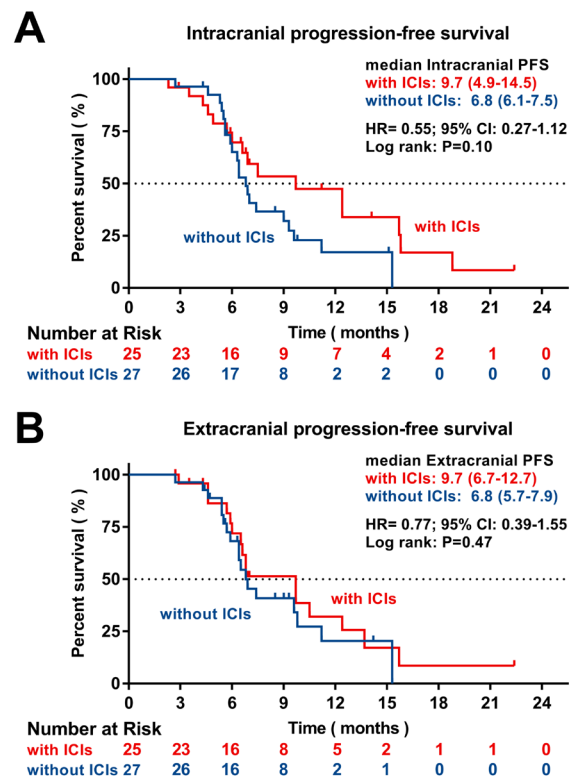 A
Intracranial progression-free survival
median Intracranial PFS
with ICIs: 9.7 (4.9-14.5)
without ICIs: 6.8 (6.1-7.5)
HR= 0.55; 95% CI: 0.27-1.12
Log rank: P=0.10
Percent survival ( % )
100
75
50
25
0
without ICIs
with ICIs
0 3 6 9 12 15 18 21 24
Number at Risk
Time ( months )
with ICIs 25 23 16 9 7 4 2 1 0
without ICIs 27 26 17 8 2 2 0 0 0
B
Extracranial progression-free survival
median Extracranial PFS
with ICIs: 9.7 (6.7-12.7)
without ICIs: 6.8 (5.7-7.9)
HR= 0.77; 95% CI: 0.39-1.55
Log rank: P=0.47
Percent survival ( % )
100
75
50
25
0
without ICIs
with ICIs
0 3 6 9 12 15 18 21 24
Number at Risk
Time ( months )
with ICIs 25 23 16 8 5 2 1 1 0
without ICIs 27 26 16 8 2 1 0 0 0